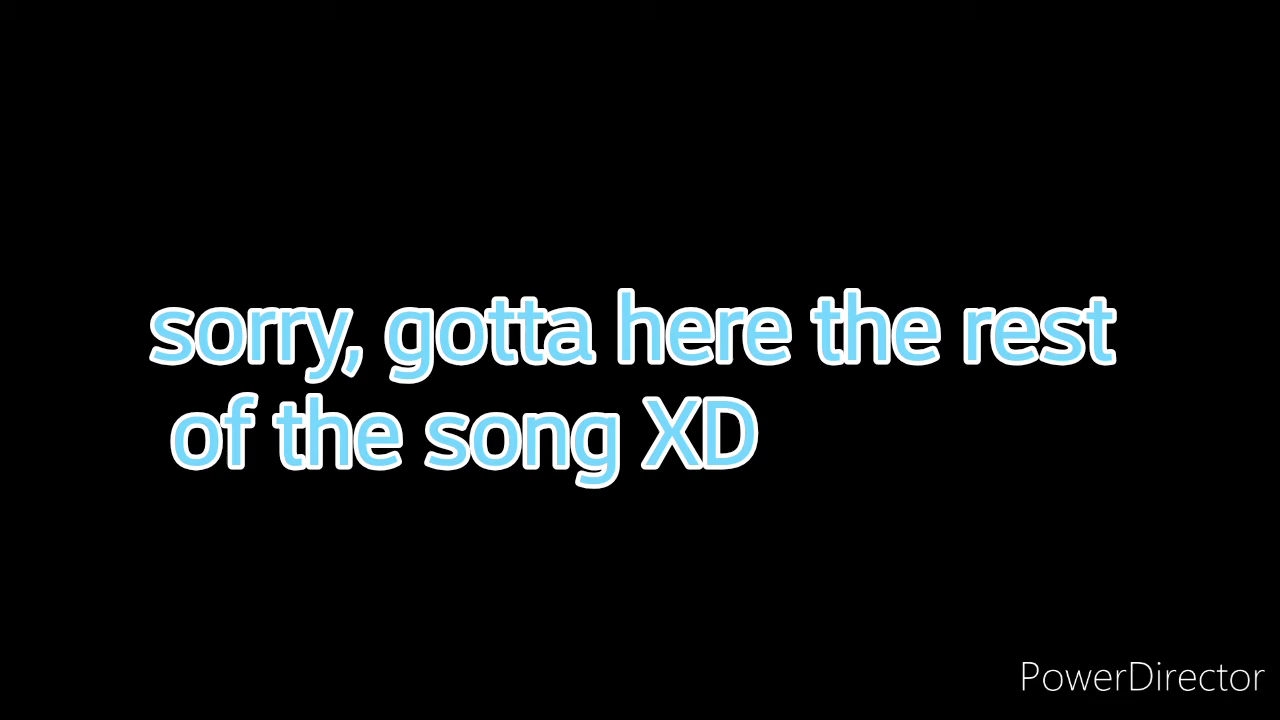 sorry, gotta here the rest
of the song XD
PowerDirector